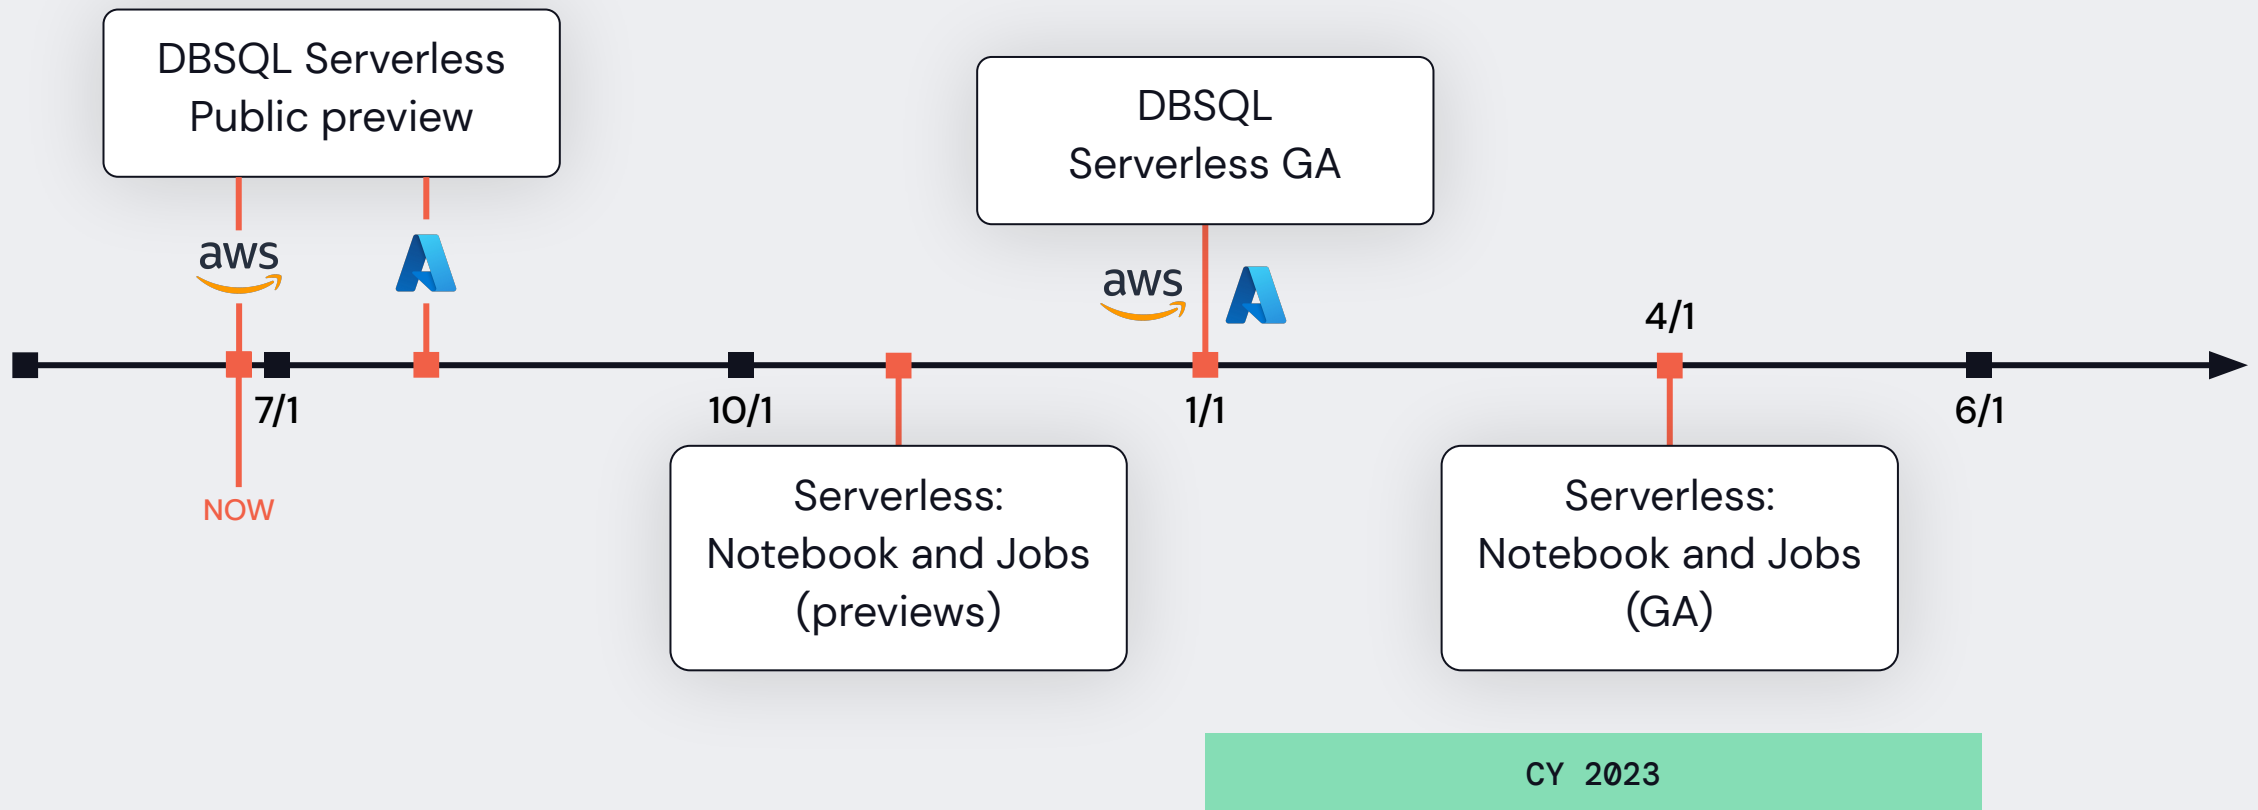 DBSQL Serverless
Public preview
DBSQL
Serverless GA
aws
aws
4/1
7/1
10/1
1/1
6/1
NOW
Serverless:
Notebook and Jobs
(previews)
Serverless:
Notebook and Jobs
(GA)
CY 2023